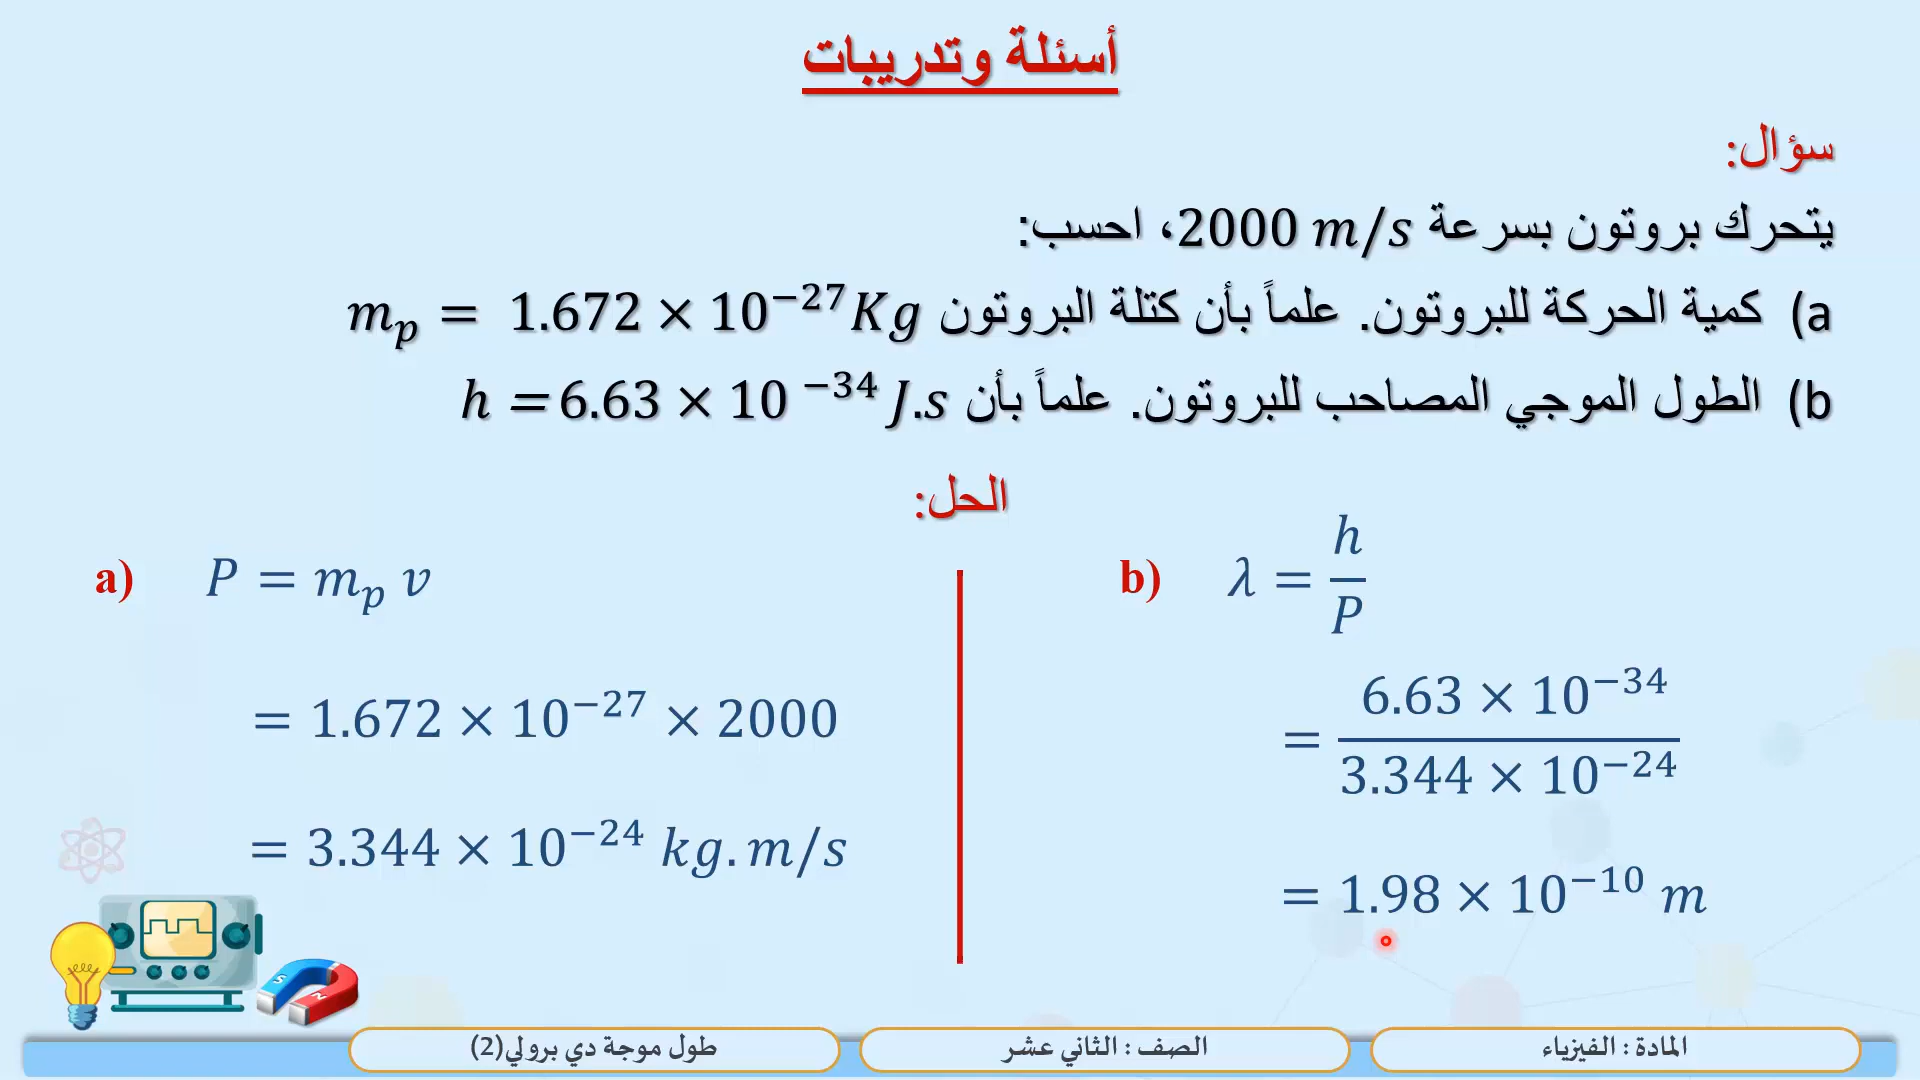 أسئلة وتدريبات
سؤال:
يتحرك بروتون بسرعة 2000 m/s، احسب:
a) كمية الحركة للبروتون. علماً بأن كتلة البروتون m_p = 1.672 × 10^{-27} Kg
b) الطول الموجي المصاحب للبروتون. علماً بأن h = 6.63 × 10^{-34} J.s
الحل:
a) P = m_p v
= 1.672 × 10^{-27} × 2000
= 3.344 × 10^{-24} kg.m/s
b) λ = h/P
= \frac{6.63 × 10^{-34}}{3.344 × 10^{-24}}
= 1.98 × 10^{-10} m
S
N
المادة : الفيزياء
الصف : الثاني عشر
طول موجة دي برولي(2)